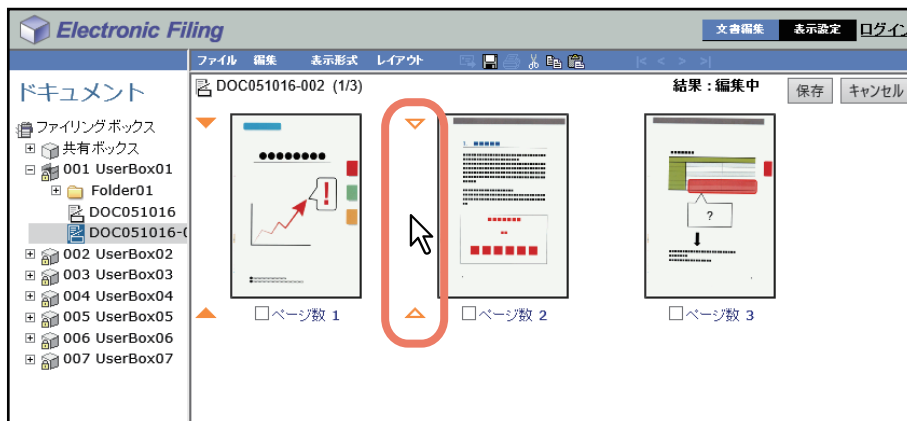 Electronic Filing
文書編集 表示設定 ログイン
ファイル 編集 表示形式 レイアウト
|< < > >|
ドキュメント
DOC051016-002 (1/3) 結果：編集中 保存 キャンセル
ファイリングボックス
共有ボックス
001 UserBox01
Folder01
DOC051016
DOC051016-0
002 UserBox02
003 UserBox03
004 UserBox04
005 UserBox05
006 UserBox06
007 UserBox07
!
1.
?
ページ数 1 ページ数 2 ページ数 3